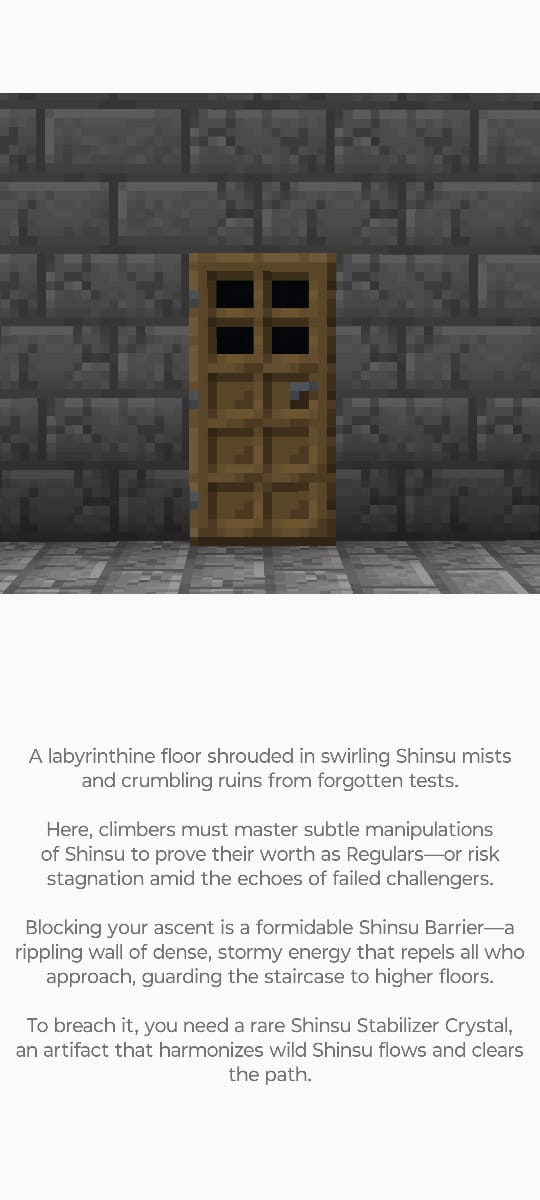 A labyrinthine floor shrouded in swirling Shinsu mists
and crumbling ruins from forgotten tests.
Here, climbers must master subtle manipulations
of Shinsu to prove their worth as Regulars—or risk
stagnation amid the echoes of failed challengers.
Blocking your ascent is a formidable Shinsu Barrier—a
rippling wall of dense, stormy energy that repels all who
approach, guarding the staircase to higher floors.
To breach it, you need a rare Shinsu Stabilizer Crystal,
an artifact that harmonizes wild Shinsu flows and clears
the path.